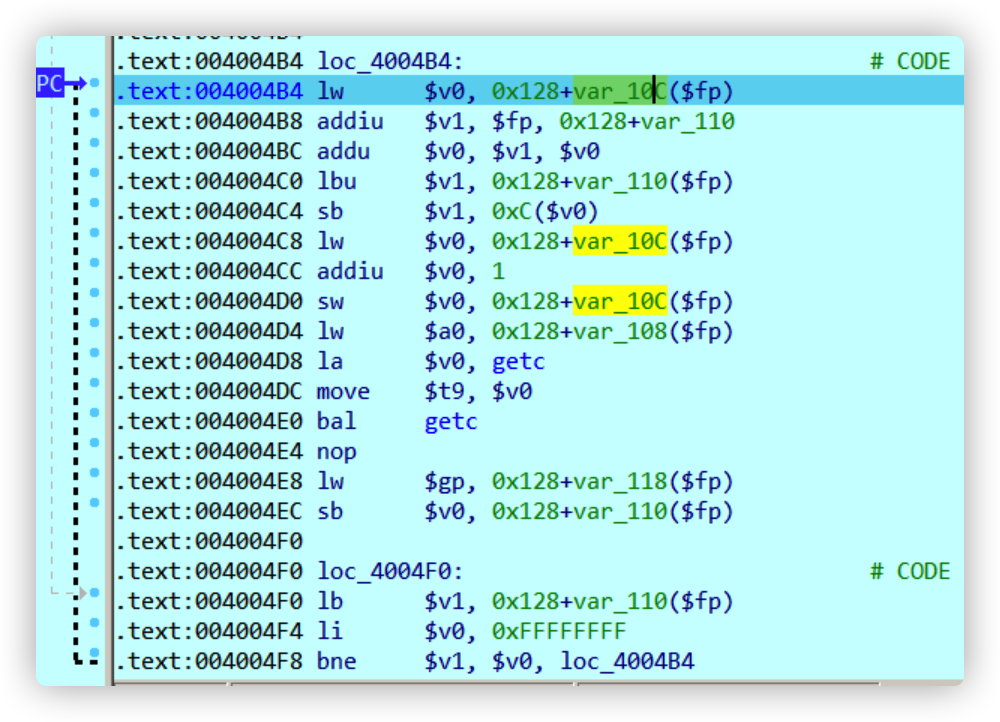 .text:004004B4 loc_4004B4: # CODE
PC .text:004004B4 lw $v0, 0x128+var_10C($fp)
.text:004004B8 addiu $v1, $fp, 0x128+var_110
.text:004004BC addu $v0, $v1, $v0
.text:004004C0 lbu $v1, 0x128+var_110($fp)
.text:004004C4 sb $v1, 0xC($v0)
.text:004004C8 lw $v0, 0x128+var_10C($fp)
.text:004004CC addiu $v0, 1
.text:004004D0 sw $v0, 0x128+var_10C($fp)
.text:004004D4 lw $a0, 0x128+var_108($fp)
.text:004004D8 la $v0, getc
.text:004004DC move $t9, $v0
.text:004004E0 bal getc
.text:004004E4 nop
.text:004004E8 lw $gp, 0x128+var_118($fp)
.text:004004EC sb $v0, 0x128+var_110($fp)
.text:004004F0
.text:004004F0 loc_4004F0: # CODE
.text:004004F0 lb $v1, 0x128+var_110($fp)
.text:004004F4 li $v0, 0xFFFFFFFF
.text:004004F8 bne $v1, $v0, loc_4004B4